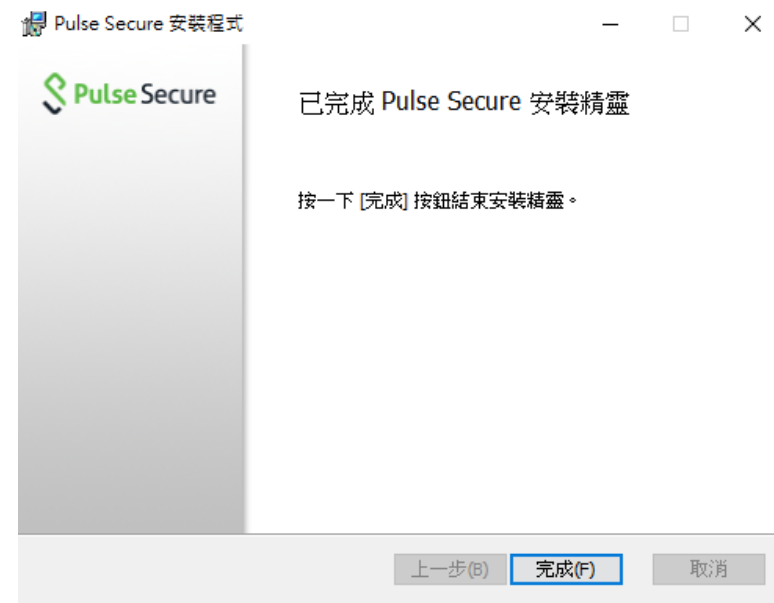 Pulse Secure 安裝程式
Pulse Secure
已完成 Pulse Secure 安裝精靈
按一下 [完成] 按鈕結束安裝精靈。
上一步(B)
完成(F)
取消